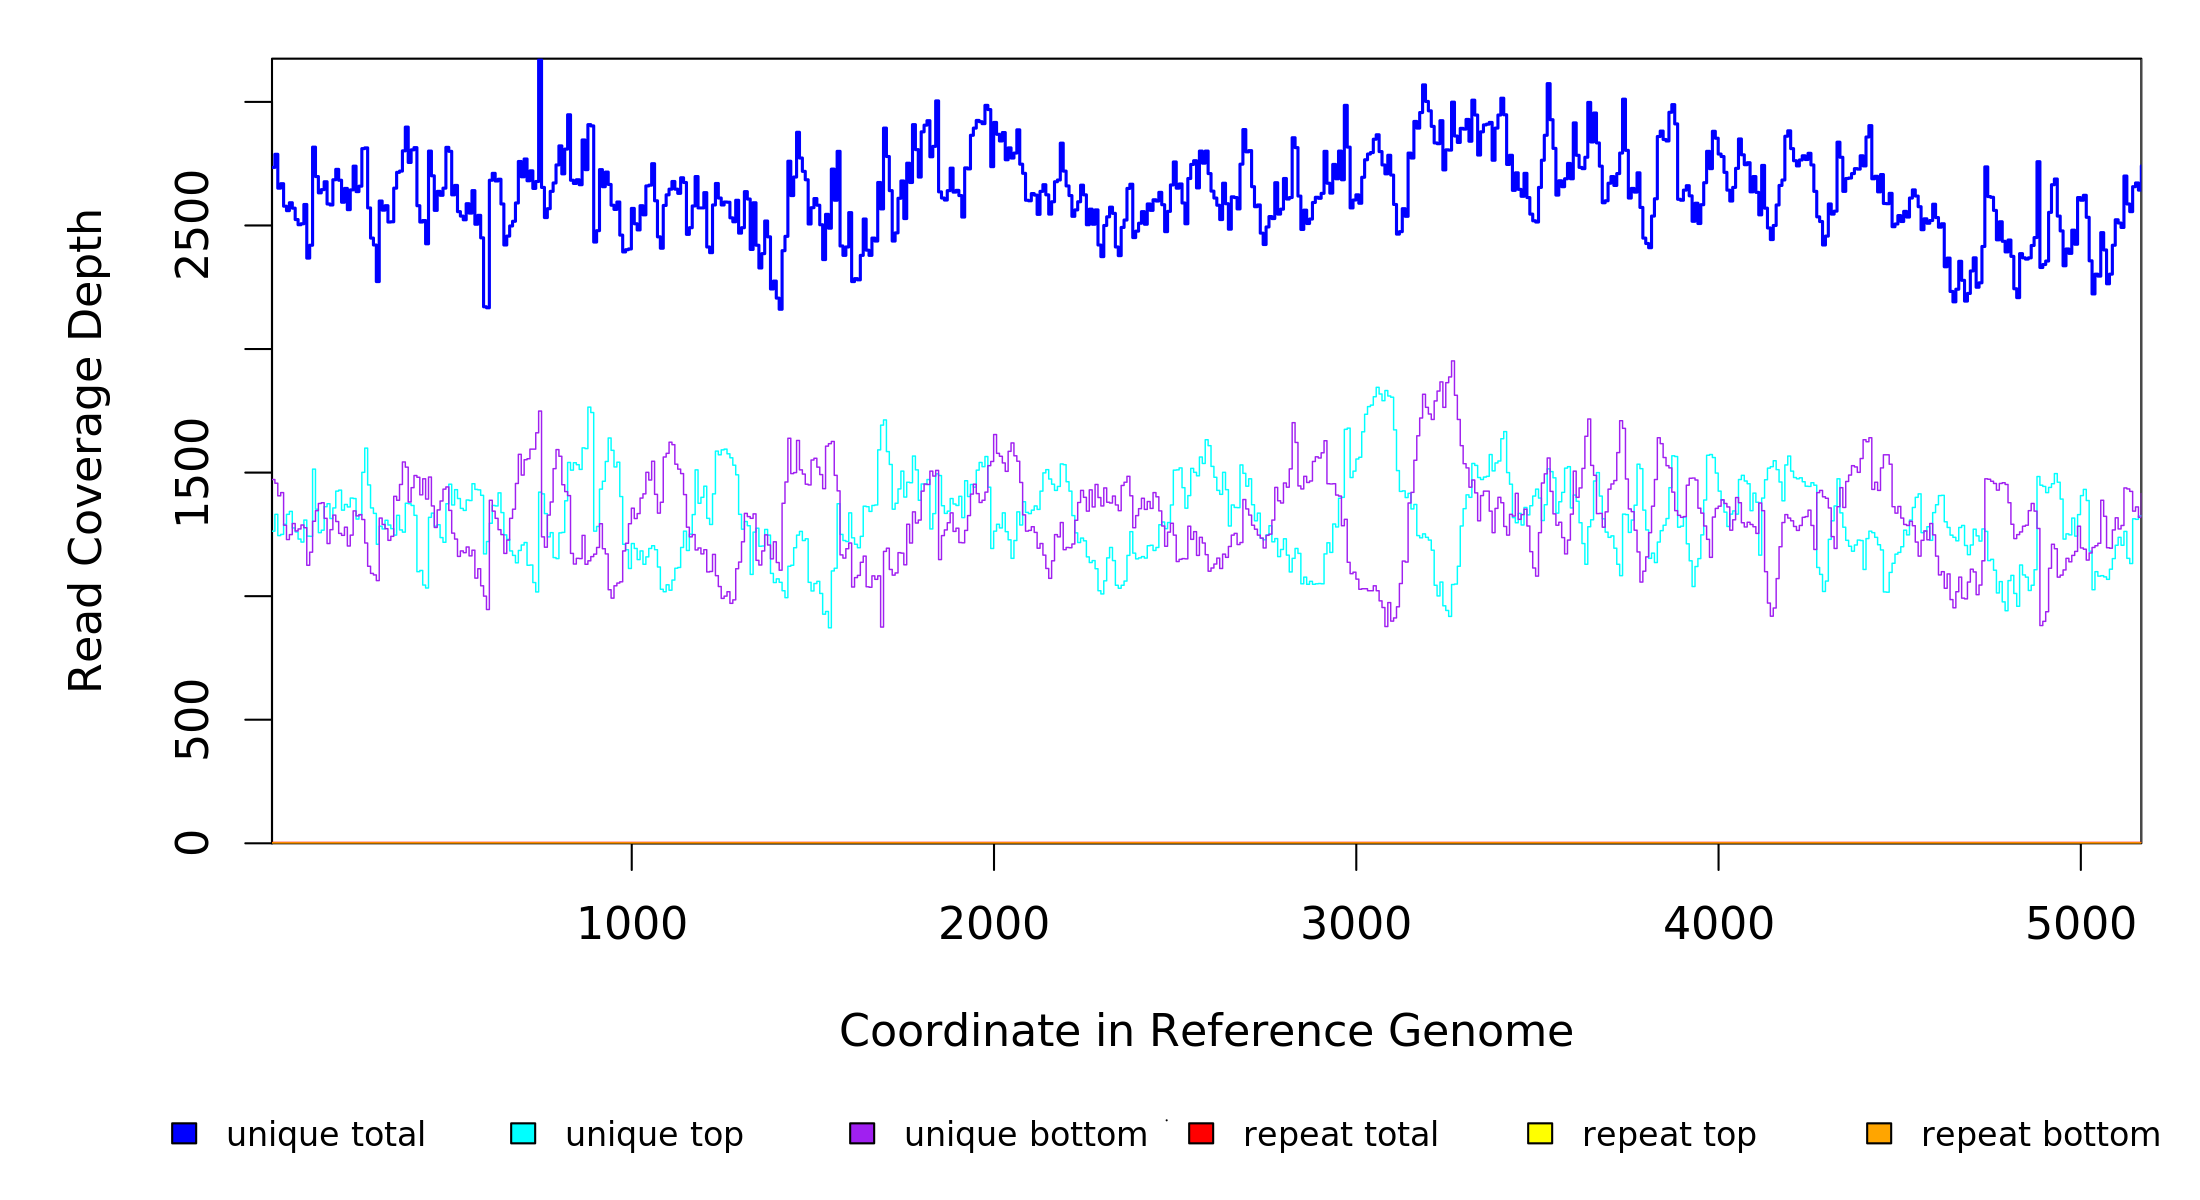 Read Coverage Depth
2500
1500
500
0
1000 2000 3000 4000 5000
Coordinate in Reference Genome
unique total unique top unique bottom repeat total repeat top repeat bottom